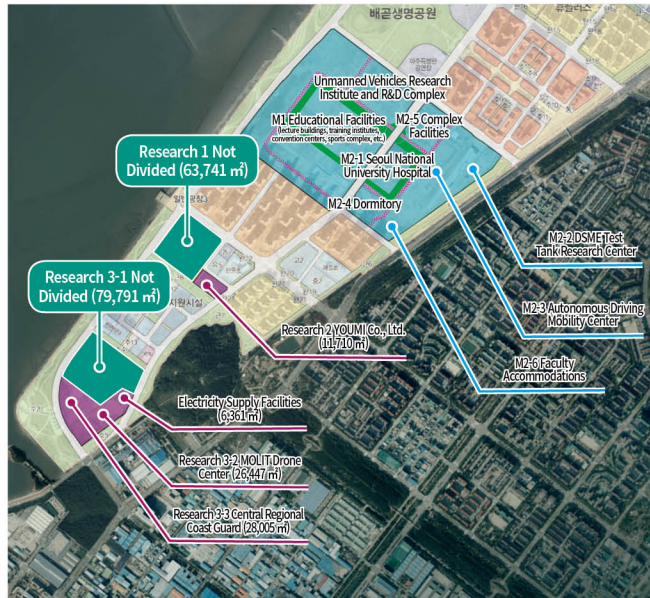 배곧생명공원
Unmanned Vehicles Research
Institute and R&D Complex
M1 Educational Facilities
(lecture buildings, training institutes,
convention centers, sports complex, etc.)
M2-5 Complex
Facilities
M2-1 Seoul National
University Hospital
M2-4 Dormitory
Research 1 Not
Divided (63,741 ㎡)
Research 3-1 Not
Divided (79,791 ㎡)
지원시설
M2-2 DSME Test
Tank Research Center
M2-3 Autonomous Driving
Mobility Center
M2-6 Faculty
Accommodations
Research 2 YOUMI Co., Ltd.
(11,710 ㎡)
Electricity Supply Facilities
(6,361 ㎡)
Research 3-2 MOLIT Drone
Center (26,447 ㎡)
Research 3-3 Central Regional
Coast Guard (28,005 ㎡)